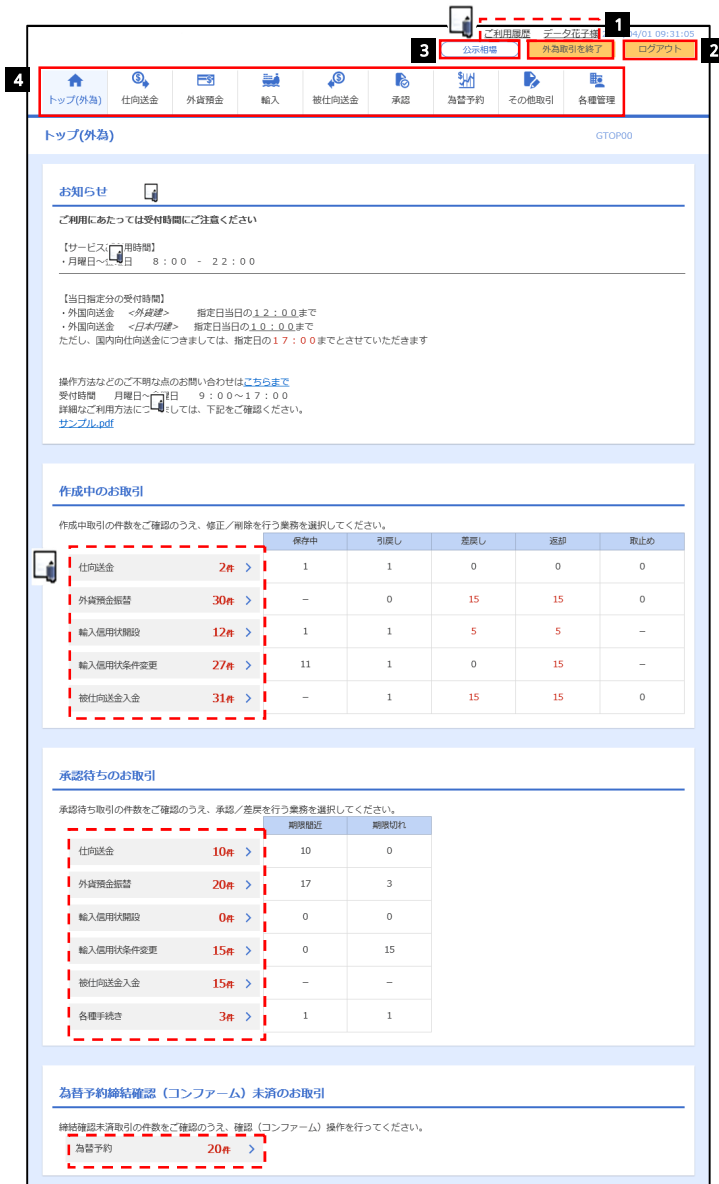 1
ご利用履歴 データ花子様 04/01 09:31:05
3 公示相場 外為取引を終了 ログアウト 2
4
トップ(外為) 仕向送金 外貨預金 輸入 被仕向送金 承認 為替予約 その他取引 各種管理
トップ(外為) GTOP00
お知らせ
ご利用にあたっては受付時間にご注意ください
【サービス 用時間】
・月曜日～ 日 8：００ - 22：００
【当日指定分の受付時間】
・外国向送金 <外貨建> 指定日当日の１２：００まで
・外国向送金 <日本円建> 指定日当日の１０：００まで
ただし、国内向仕向送金につきましては、指定日の１７：００までとさせていただきます
操作方法などのご不明な点のお問い合わせはこちらまで
受付時間 月曜日～ 日 ９：００～１７：００
詳細なご利用方法につ しては、下記をご確認ください。
サンプル.pdf
作成中のお取引
作成中取引の件数をご確認のうえ、修正／削除を行う業務を選択してください。
保存中 引戻し 差戻し 返却 取止め
仕向送金 2件 1 1 0 0 0
外貨預金振替 30件 － 0 15 15 0
輸入信用状開設 12件 1 1 5 5 －
輸入信用状条件変更 27件 11 1 0 15 －
被仕向送金入金 31件 － 1 15 15 0
承認待ちのお取引
承認待ち取引の件数をご確認のうえ、承認／差戻を行う業務を選択してください。
期限間近 期限切れ
仕向送金 10件 10 0
外貨預金振替 20件 17 3
輸入信用状開設 0件 0 0
輸入信用状条件変更 15件 0 15
被仕向送金入金 15件 － －
各種手続き 3件 1 1
為替予約締結確認（コンファーム）未済のお取引
締結確認未済取引の件数をご確認のうえ、確認（コンファーム）操作を行ってください。
為替予約 20件